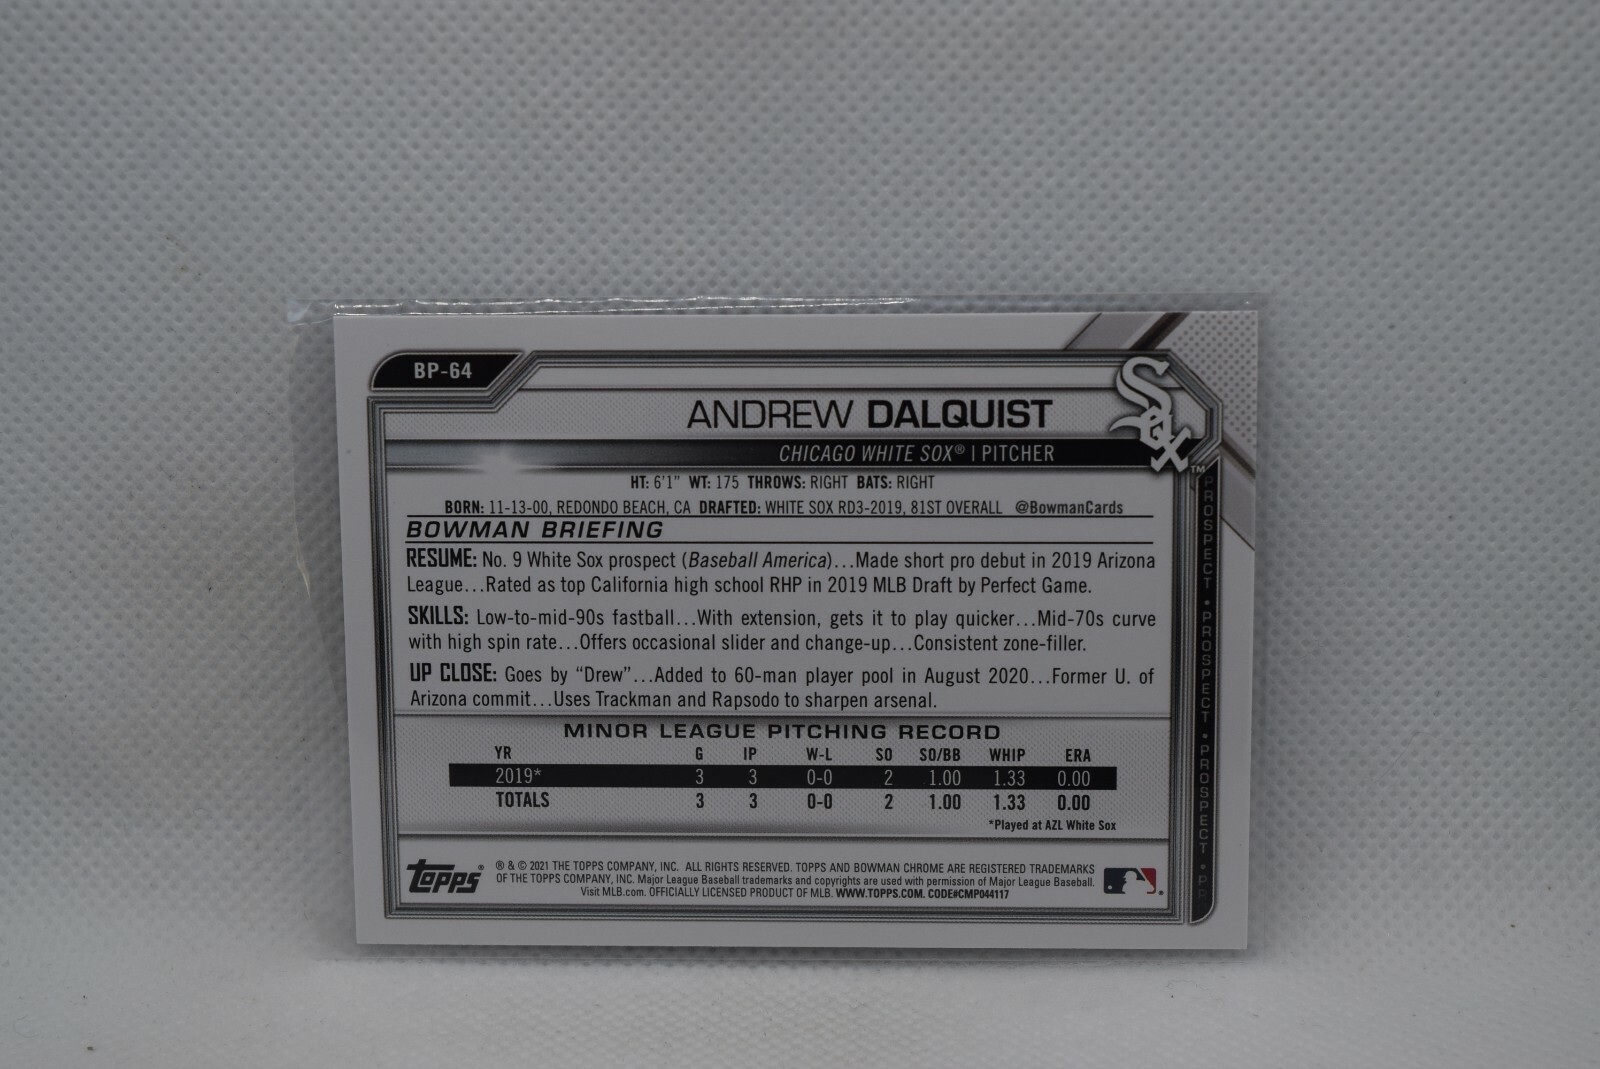 BP-64
Sox
ANDREW DALQUIST
CHICAGO WHITE SOX® | PITCHER
TM
HT: 6'1" WT: 175 THROWS: RIGHT BATS: RIGHT
BORN: 11-13-00, REDONDO BEACH, CA DRAFTED: WHITE SOX RD3-2019, 81ST OVERALL @BowmanCards
BOWMAN BRIEFING
RESUME: No. 9 White Sox prospect (Baseball America)...Made short pro debut in 2019 Arizona
League...Rated as top California high school RHP in 2019 MLB Draft by Perfect Game.
SKILLS: Low-to-mid-90s fastball...With extension, gets it to play quicker...Mid-70s curve
with high spin rate...Offers occasional slider and change-up...Consistent zone-filler.
UP CLOSE: Goes by “Drew”...Added to 60-man player pool in August 2020...Former U. of
Arizona commit...Uses Trackman and Rapsodo to sharpen arsenal.
MINOR LEAGUE PITCHING RECORD
YR G IP W-L SO SO/BB WHIP ERA
2019* 3 3 0-0 2 1.00 1.33 0.00
TOTALS 3 3 0-0 2 1.00 1.33 0.00
*Played at AZL White Sox
topps®
® & © 2021 THE TOPPS COMPANY, INC. ALL RIGHTS RESERVED. TOPPS AND BOWMAN CHROME ARE REGISTERED TRADEMARKS
OF THE TOPPS COMPANY, INC. Major League Baseball trademarks and copyrights are used with permission of Major League Baseball.
Visit MLB.com. OFFICIALLY LICENSED PRODUCT OF MLB. WWW.TOPPS.COM. CODE#CMP044117
PROSPECT • PROSPECT • PROSPECT • PR